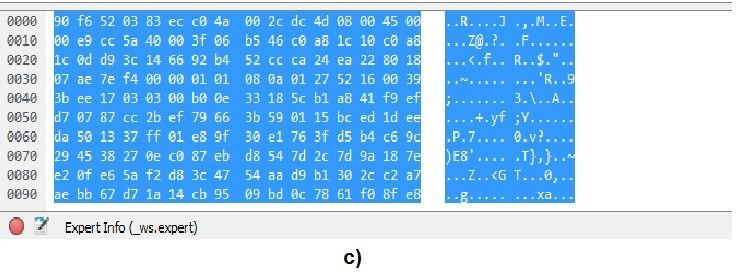 0000 90 f6 52 03 83 ec c0 4a 00 2c dc 4d 08 00 45 00 ..R....J .,.M..E.
0010 00 e9 cc 5a 40 00 3f 06 b5 46 c0 a8 1c 10 c0 a8 ...Z@.?. .F......
0020 1c 0d d9 3c 14 66 92 b4 52 cc ca 24 ea 22 80 18 ...<.f.. R..$."..
0030 07 ae 7e f4 00 00 01 01 08 0a 01 27 52 16 00 39 ..~..... ...'R..9
0040 3b ee 17 03 03 00 b0 0e 33 18 5c b1 a8 41 f9 ef ;....... 3.\..A..
0050 d7 07 87 cc 2b ef 79 66 3b 59 01 15 bc ed 1d ee ....+.yf ;Y......
0060 da 50 13 37 ff 01 e8 9f 30 e1 76 3f d5 b4 c6 9c .P.7.... 0.v?....
0070 29 45 38 27 0e c0 87 eb d8 54 7d 2c 7d 9a 18 7e )E8'.... .T},}..~
0080 e2 0f e6 5a f2 d8 3c 47 54 aa d9 b1 30 2c c2 a7 ...Z..<G T...0,..
0090 ae bb 67 d7 1a 14 cb 95 09 bd 0c 78 61 f0 8f e8 ..g..... ...xa...
Expert Info (_ws.expert)
c)